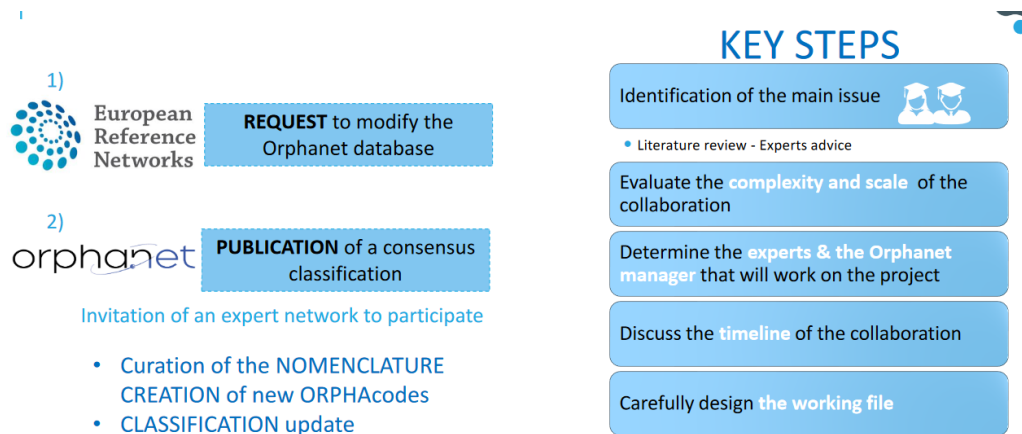 1)
European
Reference
Networks
REQUEST to modify the
Orphanet database
2)
orphanet
PUBLICATION of a consensus
classification
Invitation of an expert network to participate
• Curation of the NOMENCLATURE
CREATION of new ORPHAcodes
• CLASSIFICATION update
KEY STEPS
Identification of the main issue
• Literature review - Experts advice
Evaluate the complexity and scale of the
collaboration
Determine the experts & the Orphanet
manager that will work on the project
Discuss the timeline of the collaboration
Carefully design the working file